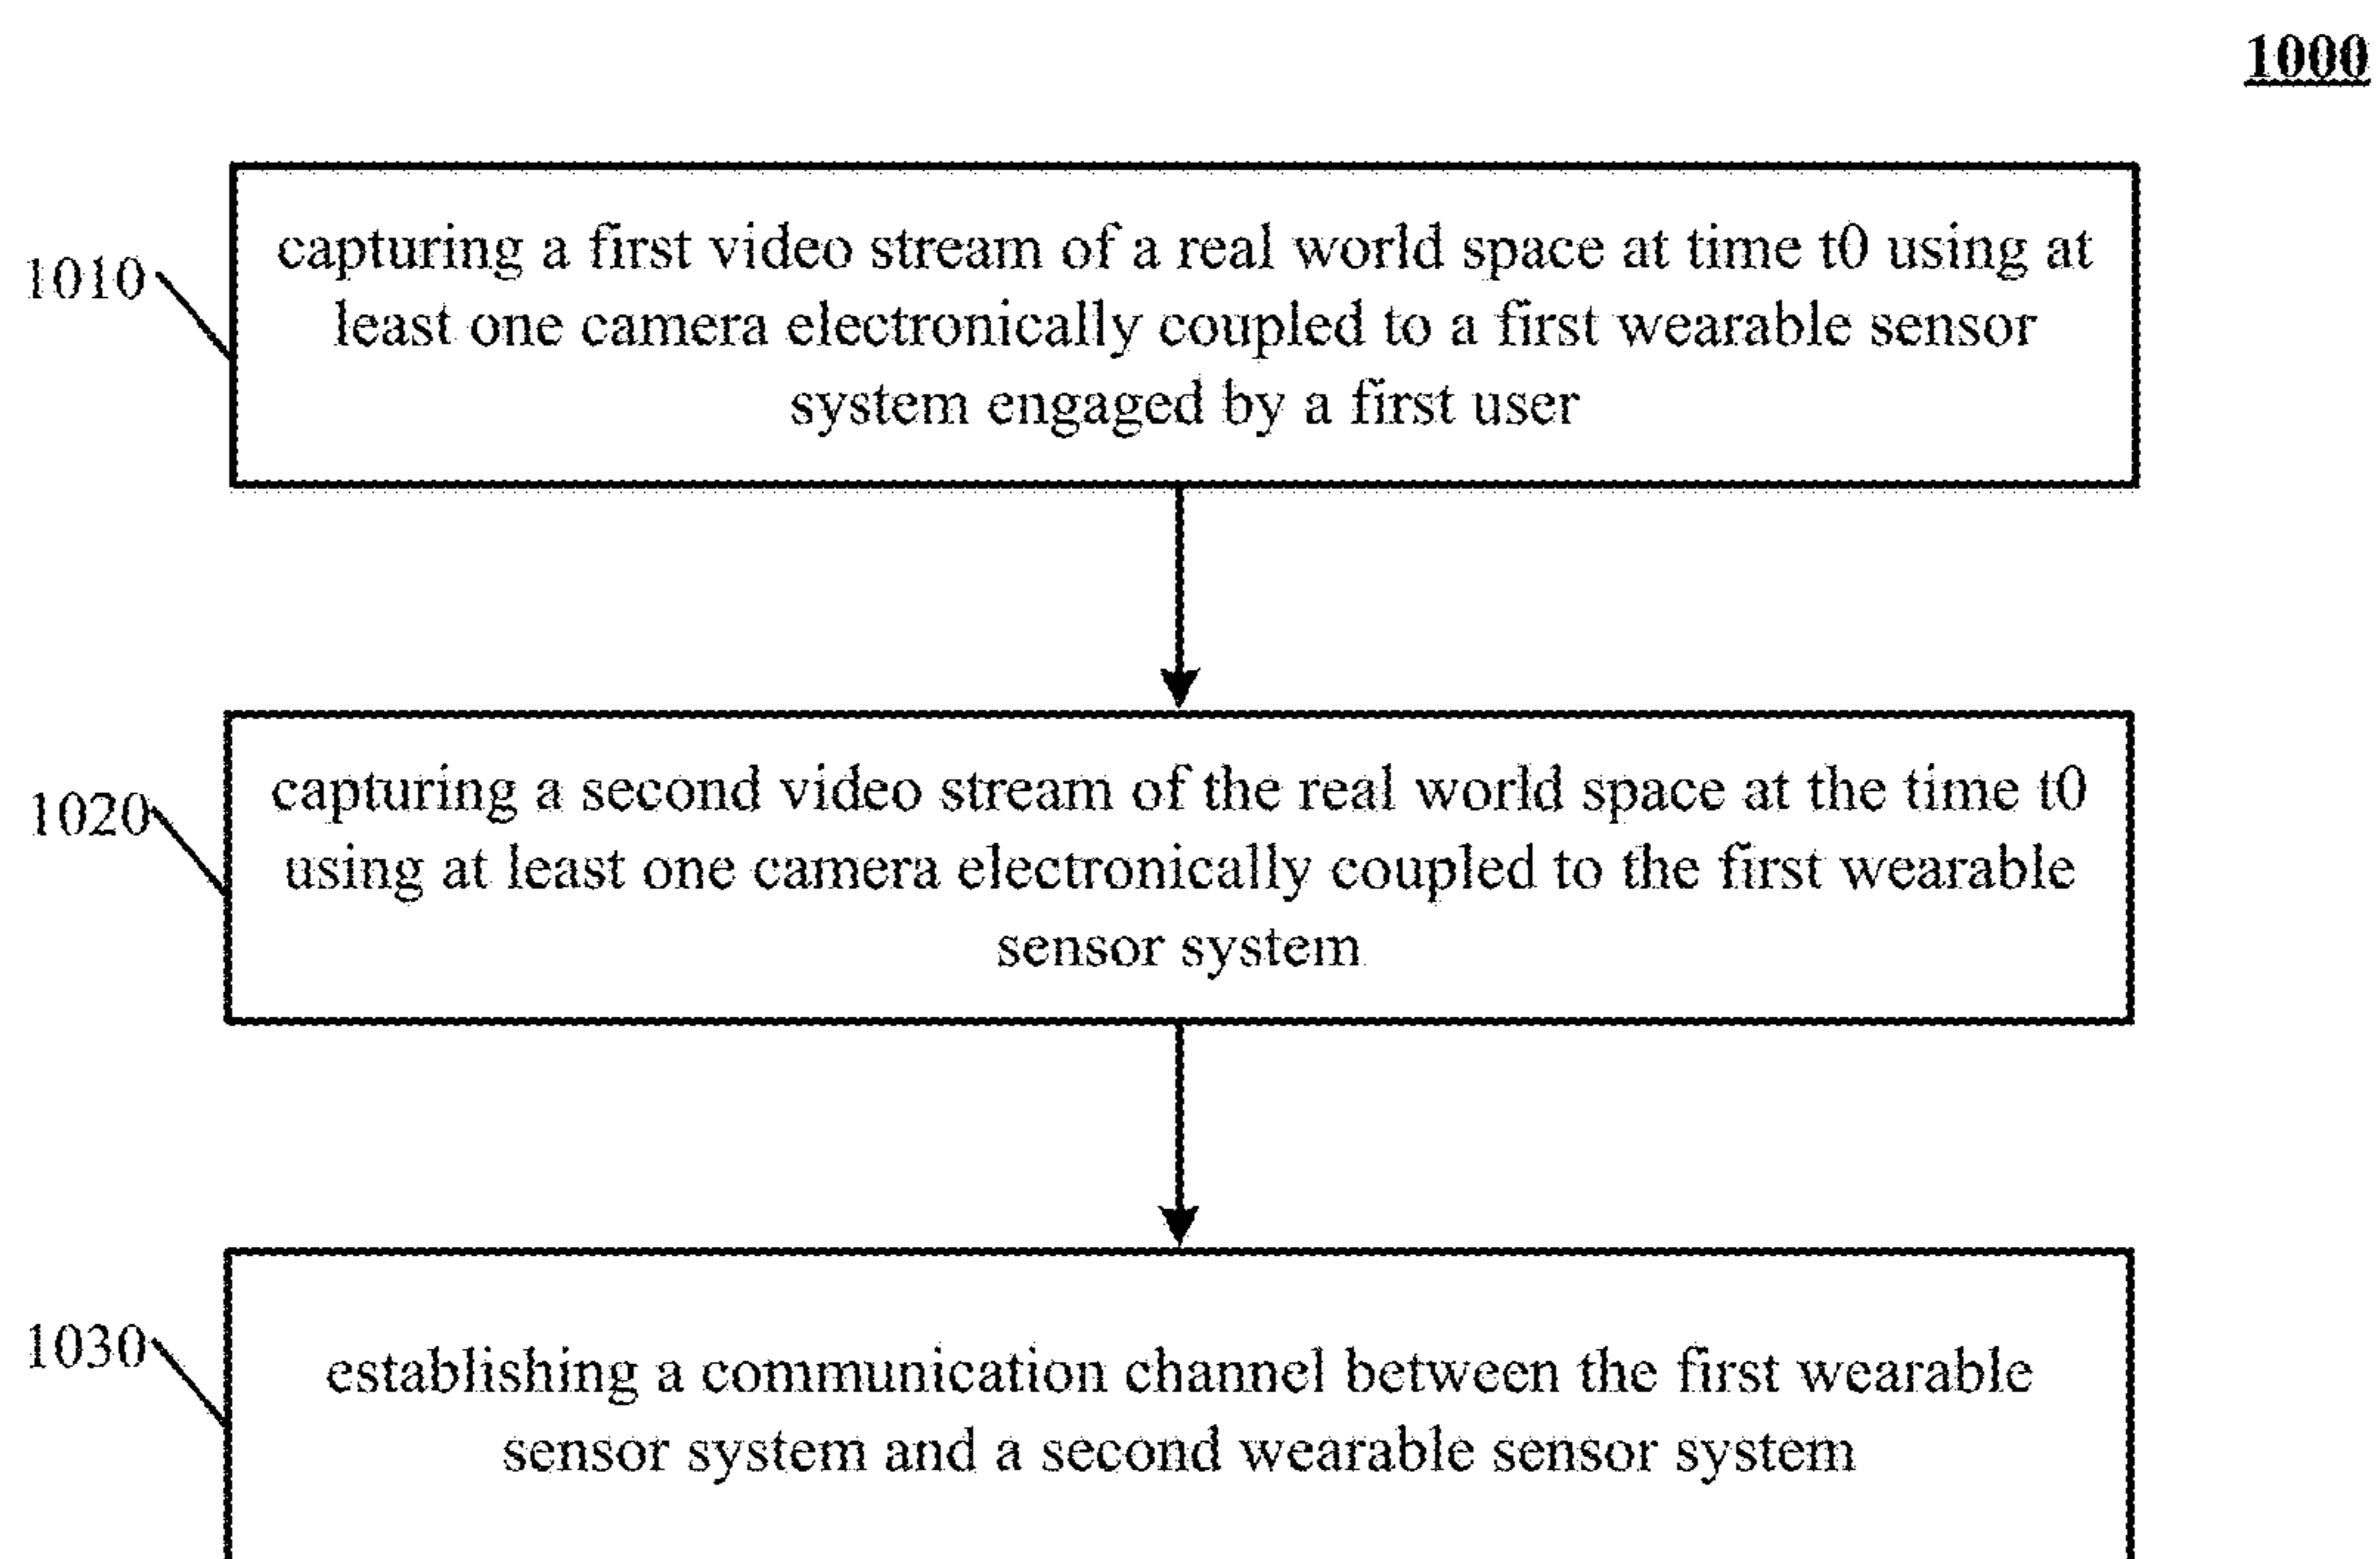 1000
1010
capturing a first video stream of a real world space at time t0 using at
least one camera electronically coupled to a first wearable sensor
system engaged by a first user
1020
capturing a second video stream of the real world space at the time t0
using at least one camera electronically coupled to the first wearable
sensor system
1030
establishing a communication channel between the first wearable
sensor system and a second wearable sensor system